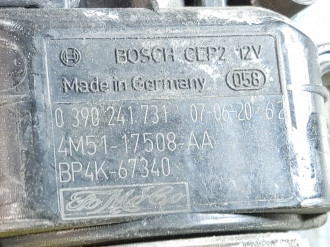 BOSCH CEP2 12V
Made in Germany 058
0 390 241 731 07-06-20-62
4M51-17508-AA
BP4K-67340
FoMoCo